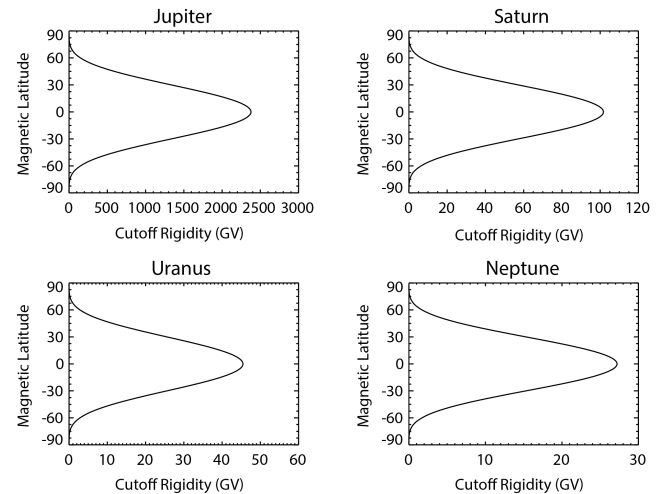 Jupiter
90
60
30
0
-30
-60
-90
Magnetic Latitude
0 500 1000 1500 2000 2500 3000
Cutoff Rigidity (GV)
Saturn
90
60
30
0
-30
-60
-90
Magnetic Latitude
0 20 40 60 80 100 120
Cutoff Rigidity (GV)
Uranus
90
60
30
0
-30
-60
-90
Magnetic Latitude
0 10 20 30 40 50 60
Cutoff Rigidity (GV)
Neptune
90
60
30
0
-30
-60
-90
Magnetic Latitude
0 10 20 30
Cutoff Rigidity (GV)